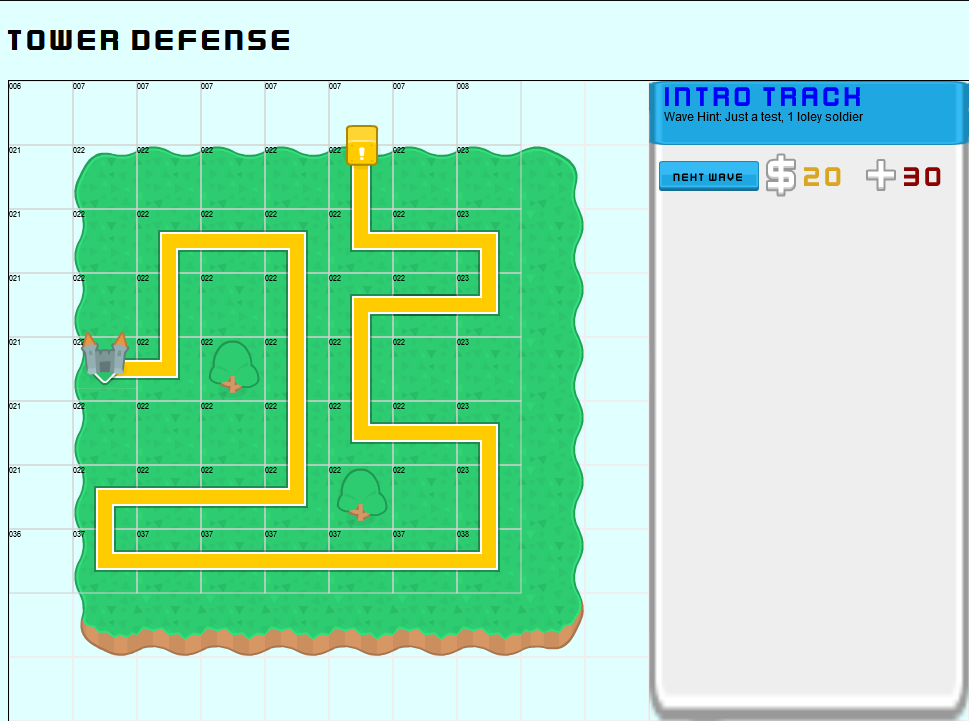 TOWER DEFENSE
006 007 007 007 007 007 007 008
INTRO TRACK
Wave Hint: Just a test, 1 loley soldier
021 022 022 022 022 022 022
!
NEXT WAVE $ 20 + 30
021 022 022 022 022 022 022 023
021 022 022 022 022 022 022 023
021 022 022 022 022 022 023
021 022 022 022 022 022 022 023
021 022 022 022 022 022 022 023
036 037 037 037 037 037 037 038